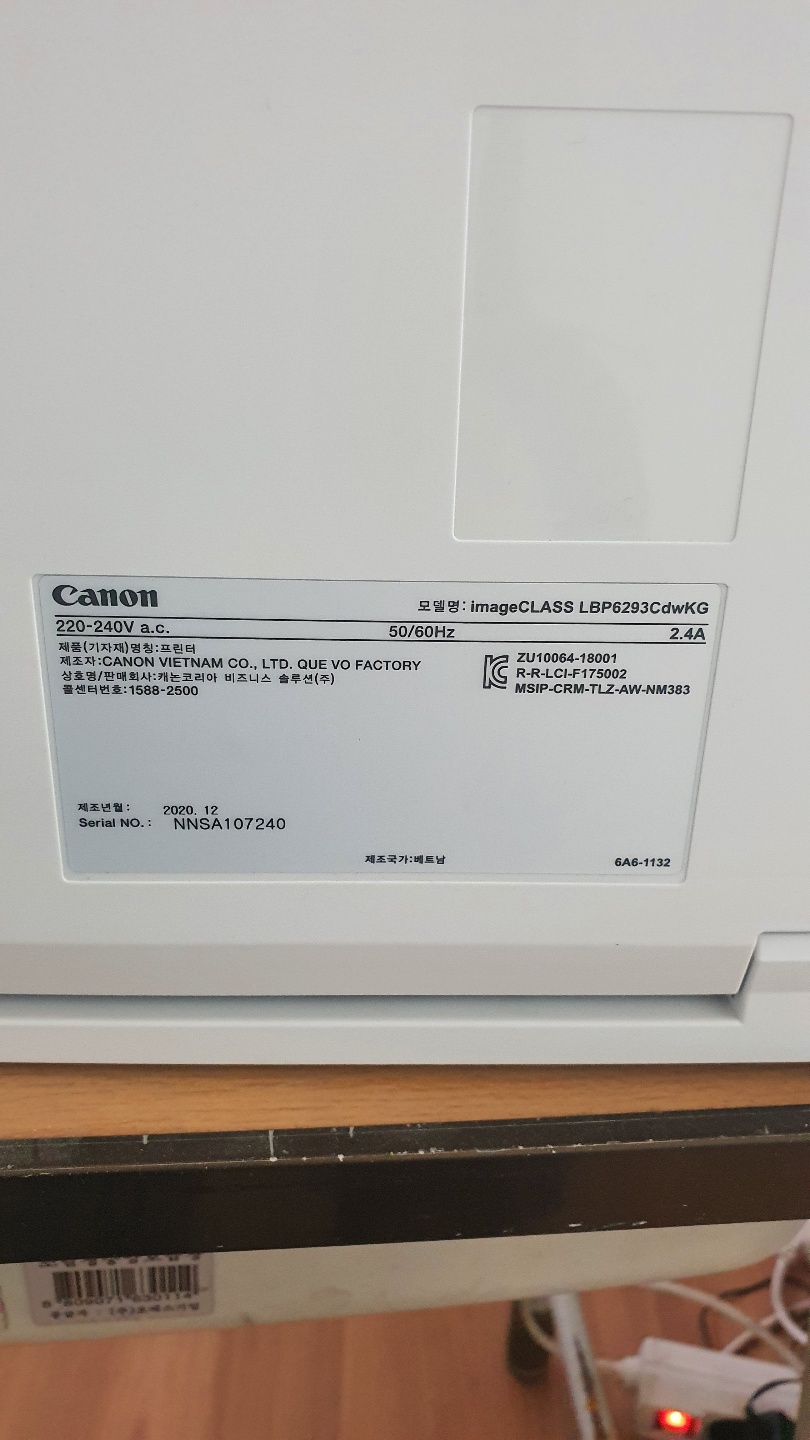 Canon
모델명: imageCLASS LBP6293CdwKG
220-240V a.c. 50/60Hz 2.4A
제품(기자재)명칭:프린터
제조자:CANON VIETNAM CO., LTD. QUE VO FACTORY
상호명/판매회사:캐논코리아 비즈니스 솔루션(주)
콜센터번호:1588-2500
ZU10064-18001
R-R-LCI-F175002
MSIP-CRM-TLZ-AW-NM383
제조년월: 2020. 12
Serial NO.: NNSA107240
제조국가:베트남
6A6-1132